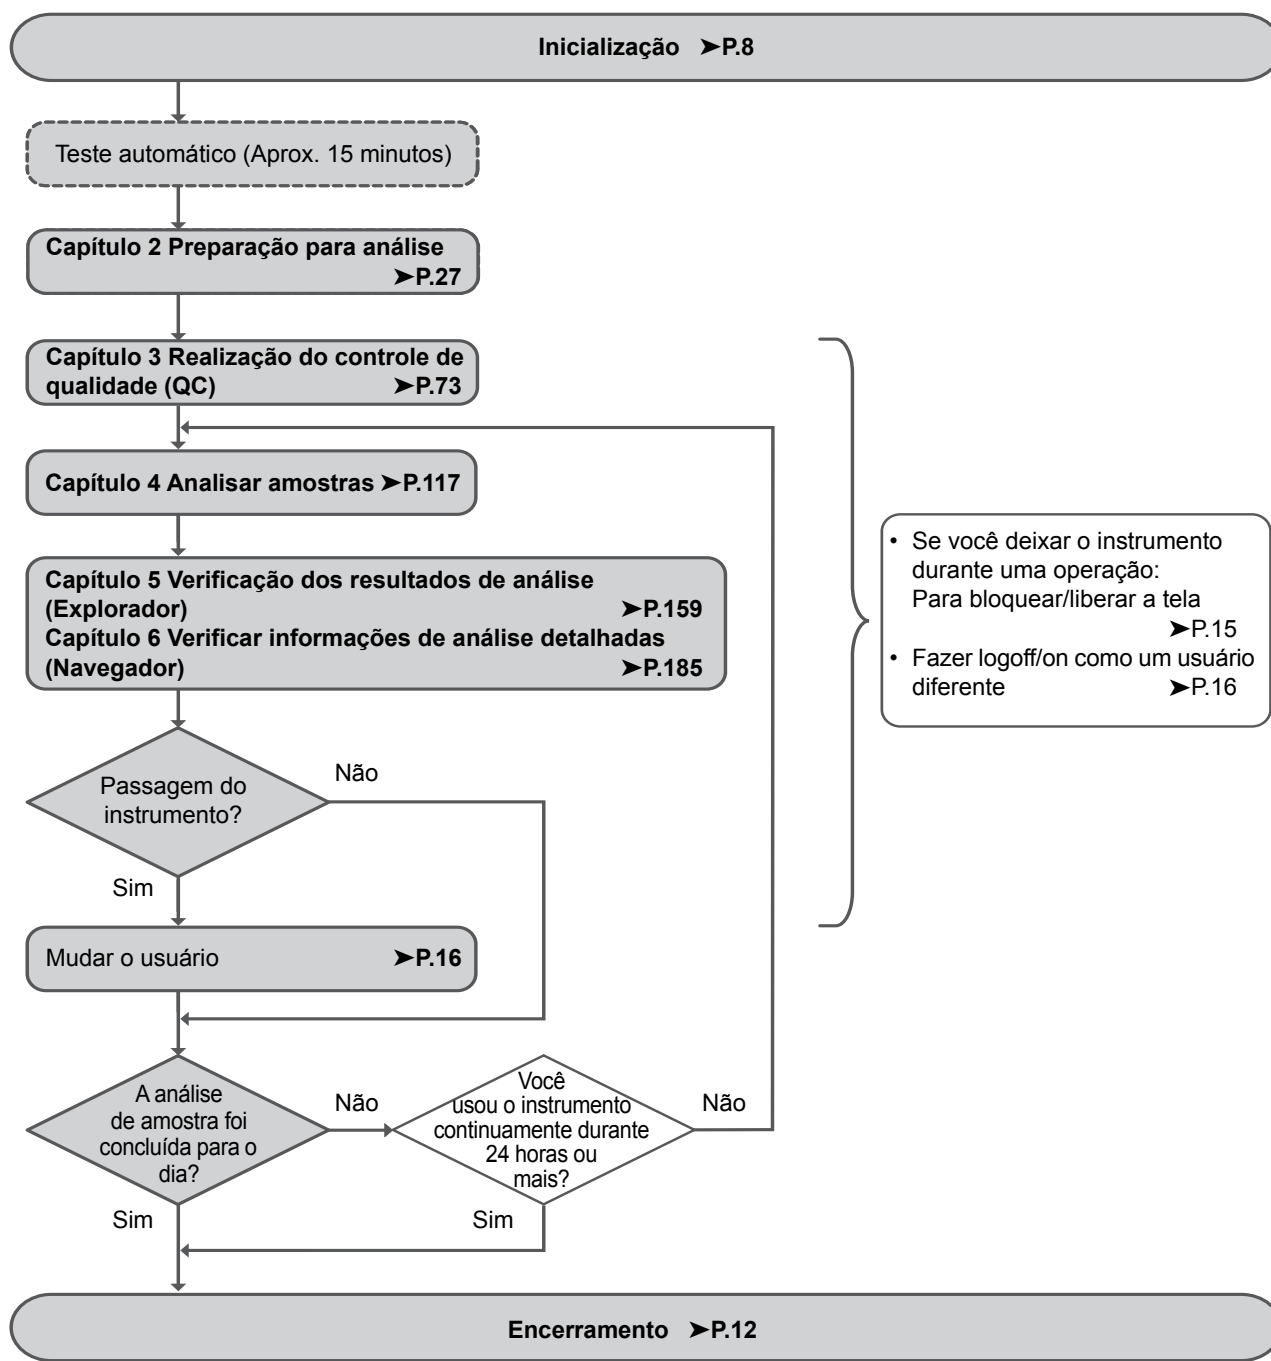 Inicialização ➤P.8
Teste automático (Aprox. 15 minutos)
Capítulo 2 Preparação para análise
➤P.27
Capítulo 3 Realização do controle de
qualidade (QC) ➤P.73
Capítulo 4 Analisar amostras ➤P.117
Capítulo 5 Verificação dos resultados de análise
(Explorador) ➤P.159
Capítulo 6 Verificar informações de análise detalhadas
(Navegador) ➤P.185
• Se você deixar o instrumento
durante uma operação:
Para bloquear/liberar a tela
➤P.15
• Fazer logoff/on como um usuário
diferente ➤P.16
Passagem do
instrumento?
Não
Sim
Mudar o usuário ➤P.16
A análise
de amostra foi
concluída para o
dia?
Não
Sim
Você
usou o instrumento
continuamente durante
24 horas ou
mais?
Não
Sim
Encerramento ➤P.12